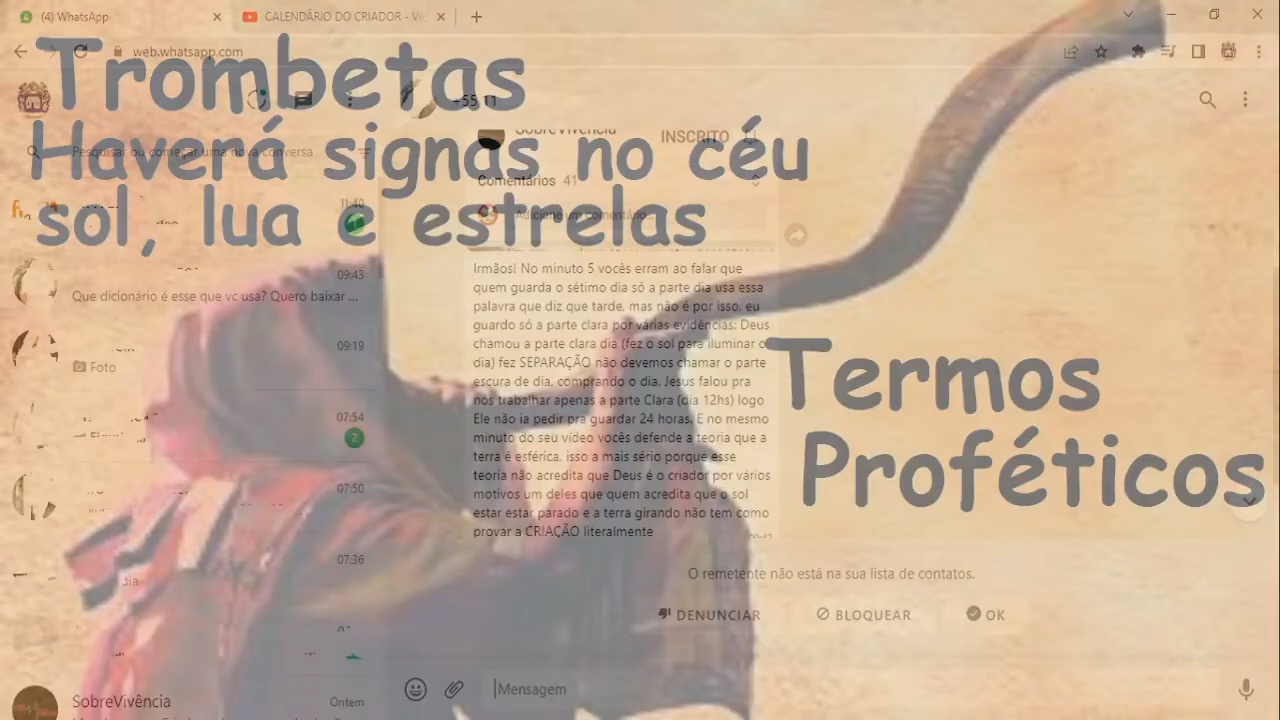 (4) WhatsApp
CALENDÁRIO DO CRIADOR - Ví
web.whatsapp.com
Trombetas
+55 11
SobreVivência
INSCRITO
Haverá signas no céu
Pesquisar ou começar uma nova conversa
Comentários 41
sol, lua e estrelas
11:40
Adicione um comentário...
09:43
Que dicionário é esse que vc usa? Quero baixar ...
09:19
Foto
07:54
2
07:50
07:36
dia
Irmãos! No minuto 5 vocês erram ao falar que
quem guarda o sétimo dia só a parte dia usa essa
palavra que diz que tarde, mas não é por isso, eu
guardo só a parte clara por várias evidências: Deus
chamou a parte clara dia (fez o sol para iluminar o
dia) fez SEPARAÇÃO não devemos chamar o parte
escura de dia, comprando o dia. Jesus falou pra
nós trabalhar apenas a parte Clara (dia 12hs) logo
Ele não ia pedir pra guardar 24 horas. E no mesmo
minuto do seu vídeo vocês defende a teoria que a
terra é esférica, isso a mais sério porque esse
teoria não acredita que Deus é o criador por vários
motivos um deles que quem acredita que o sol
estar estar parado e a terra girando não tem como
provar a CRIAÇÃO literalmente
Termos
Proféticos
O remetente não está na sua lista de contatos.
DENUNCIAR
BLOQUEAR
OK
Mensagem
SobreVivência
Ontem